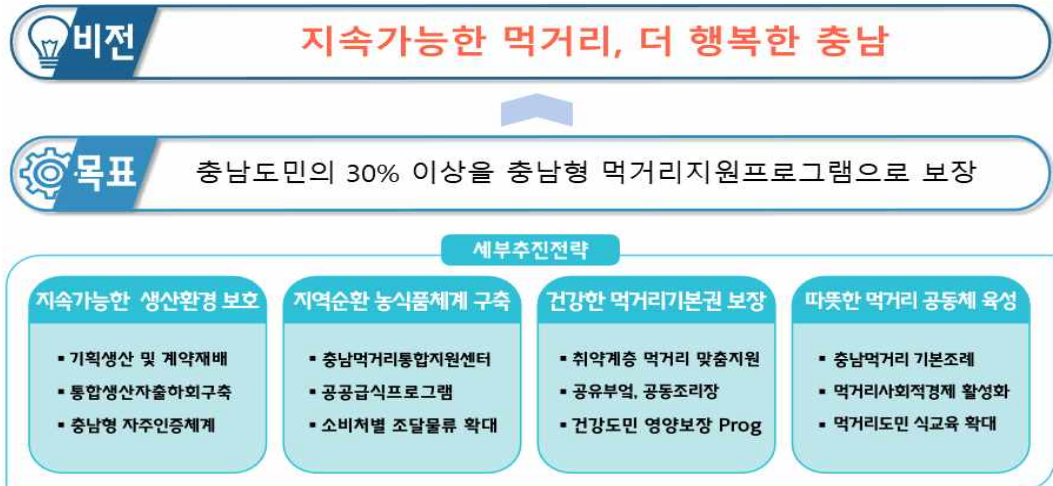 비전
지속가능한 먹거리, 더 행복한 충남
목표
충남도민의 30% 이상을 충남형 먹거리지원프로그램으로 보장
세부추진전략
지속가능한 생산환경 보호
▪ 기획생산 및 계약재배
▪ 통합생산자출하회구축
▪ 충남형 자주인증체계
지역순환 농식품체계 구축
▪ 충남먹거리통합지원센터
▪ 공공급식프로그램
▪ 소비처별 조달물류 확대
건강한 먹거리기본권 보장
▪ 취약계층 먹거리 맞춤지원
▪ 공유부엌, 공동조리장
▪ 건강도민 영양보장 Prog
따뜻한 먹거리 공동체 육성
▪ 충남먹거리 기본조례
▪ 먹거리사회적경제 활성화
▪ 먹거리도민 식교육 확대